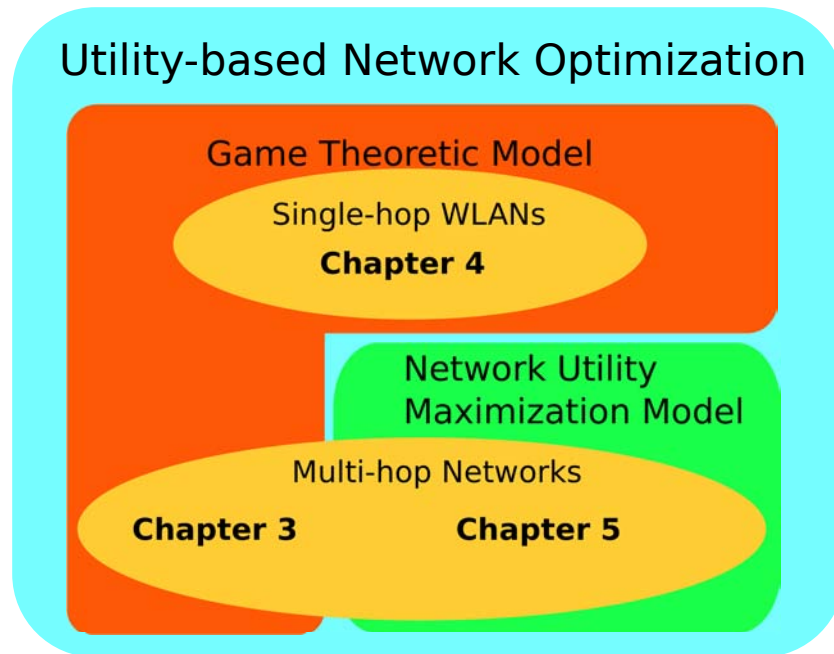 Utility-based Network Optimization
Game Theoretic Model
Single-hop WLANs
Chapter 4
Network Utility
Maximization Model
Multi-hop Networks
Chapter 3
Chapter 5